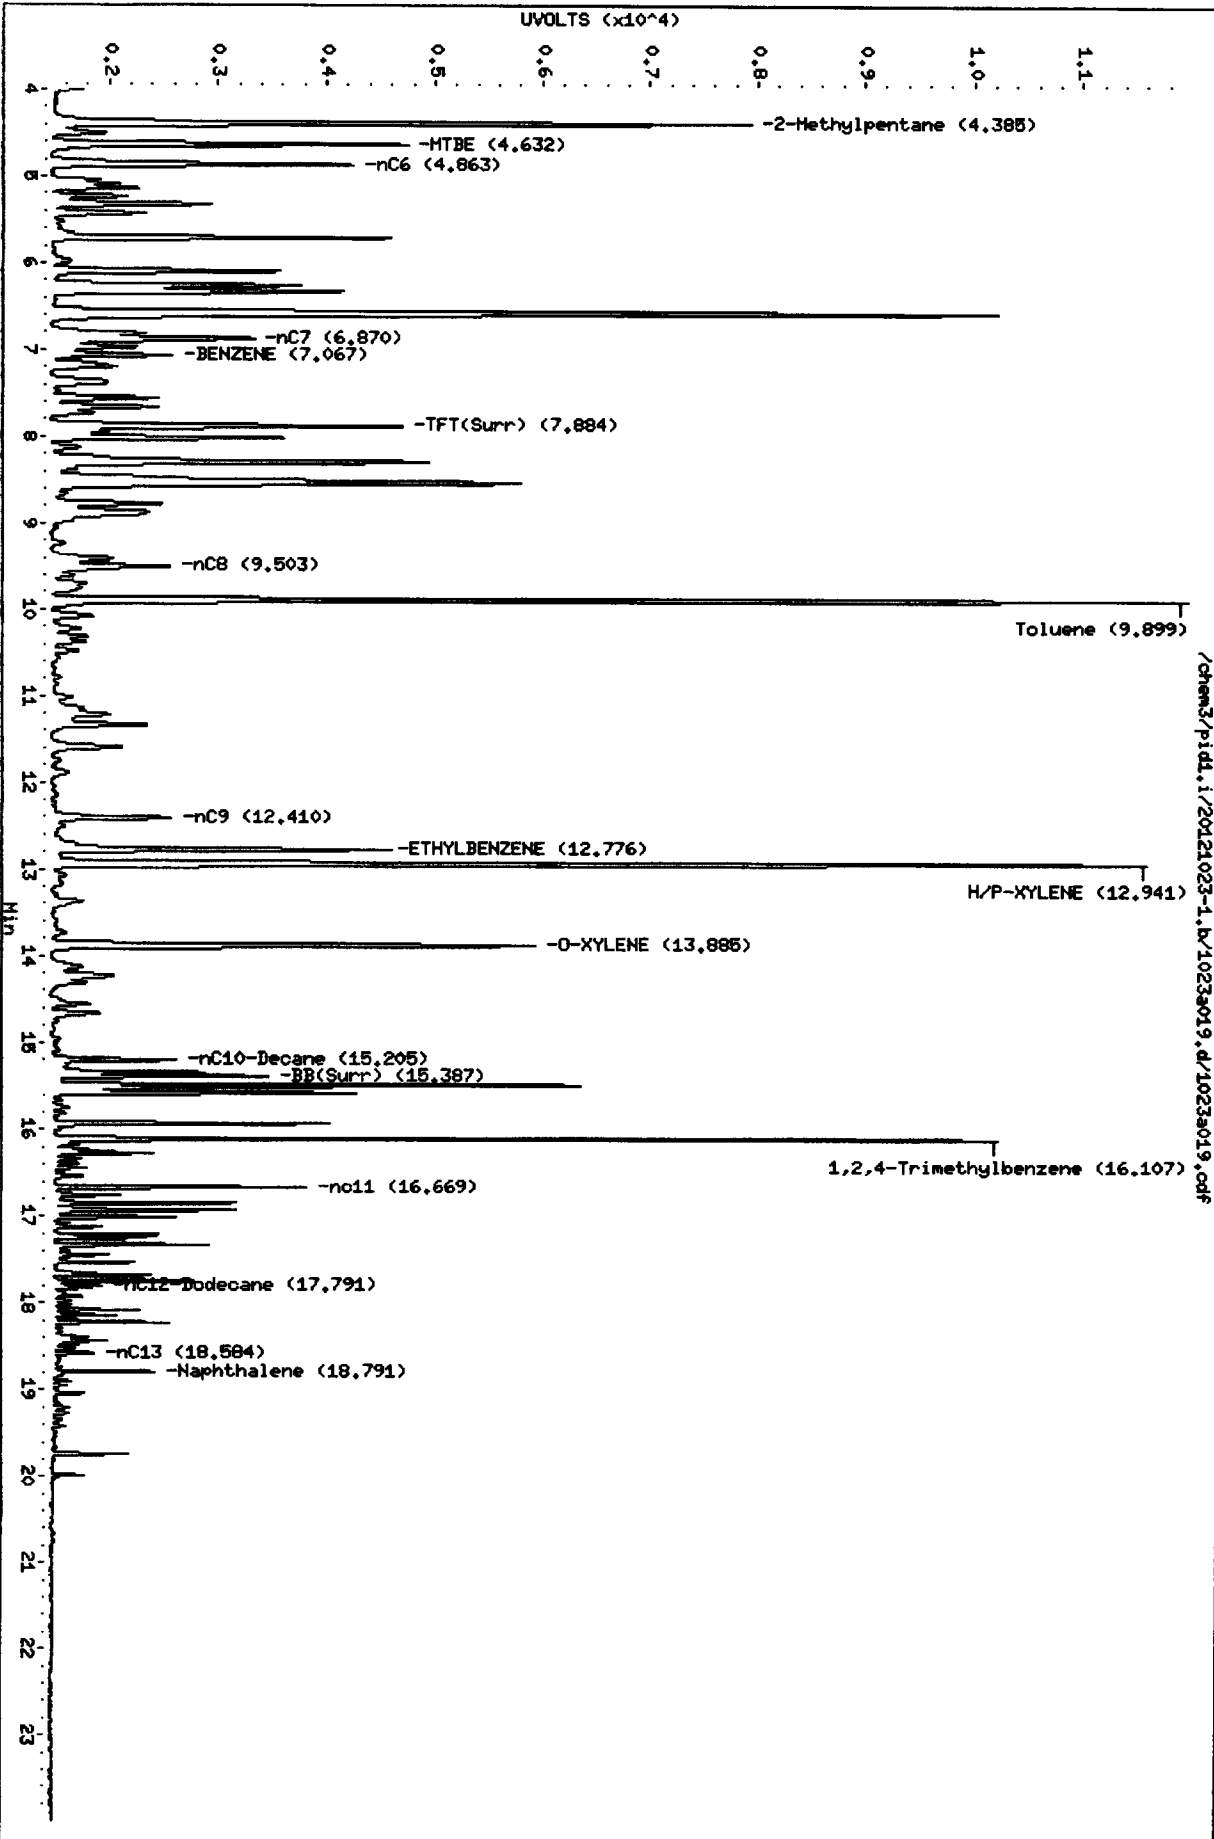 UVOLTS (x10^4)
0.2-
0.3-
0.4-
0.5-
0.6-
0.7-
0.8-
0.9-
1.0-
1.1-
4-
5-
6-
7-
8-
9-
10-
11-
12-
13-
14-
15-
16-
17-
18-
19-
20-
21-
22-
23-
Min
-2-Methylpentane (4.385)
-MTBE (4.632)
-nC6 (4.863)
-nC7 (6.870)
-BENZENE (7.067)
-TFT(Surr) (7.884)
-nC8 (9.503)
Toluene (9.899)
-nC9 (12.410)
-ETHYLBENZENE (12.776)
M/P-XYLENE (12.941)
-O-XYLENE (13.885)
-nC10-Decane (15.205)
-BB(Surr) (15.387)
1,2,4-Trimethylbenzene (16.107)
-nc11 (16.669)
-nC12-Dodecane (17.791)
-nC13 (18.584)
-Naphthalene (18.791)
/chem3/pid1.i/20121023-1.b/1023a019.d/1023a019.cdf